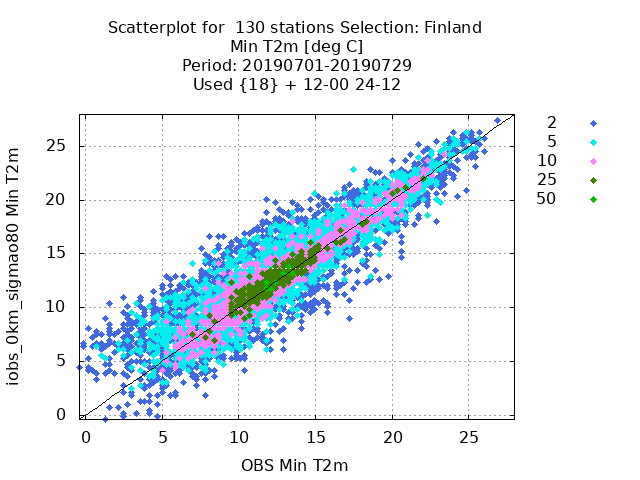 Scatterplot for  130 stations Selection: Finland
Min T2m [deg C]
Period: 20190701-20190729
Used {18} + 12-00 24-12
2
5
10
25
50
iobs_0km_sigmao80 Min T2m
25
20
15
10
5
0
0 5 10 15 20 25
OBS Min T2m